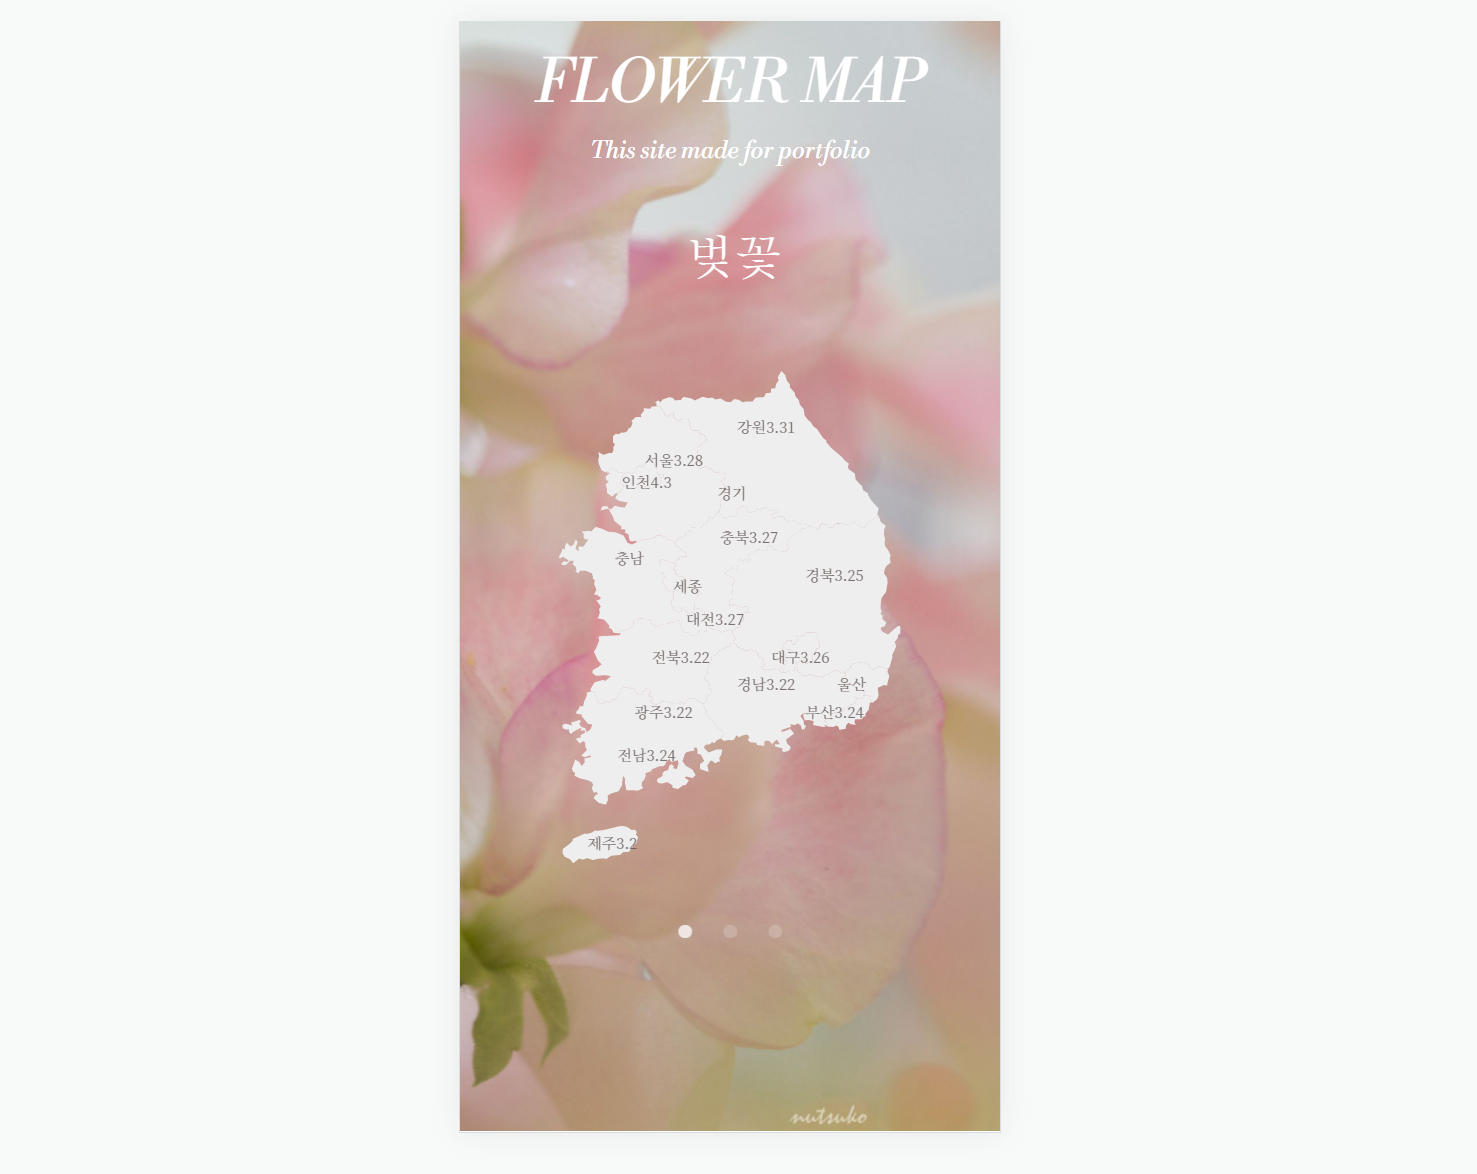 FLOWER MAP
This site made for portfolio
벚꽃
강원3.31
서울3.28
인천4.3
경기
충북3.27
충남
경북3.25
세종
대전3.27
전북3.22
대구3.26
경남3.22
울산
광주3.22
부산3.24
전남3.24
제주3.2
nutsuko